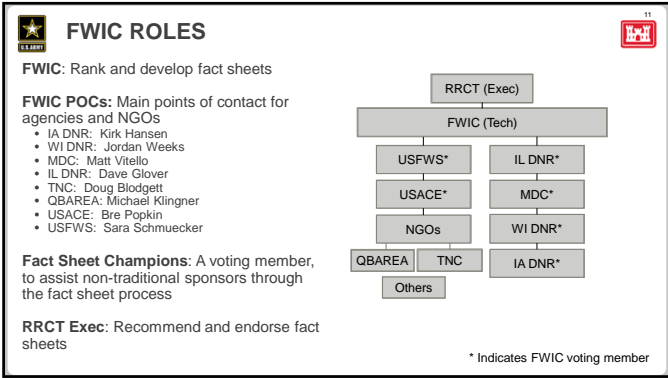 11
U.S. ARMY
FWIC ROLES
FWIC: Rank and develop fact sheets
FWIC POCs: Main points of contact for
agencies and NGOs
• IA DNR: Kirk Hansen
• WI DNR: Jordan Weeks
• MDC: Matt Vitello
• IL DNR: Dave Glover
• TNC: Doug Blodgett
• QBAREA: Michael Klingner
• USACE: Bre Popkin
• USFWS: Sara Schmuecker
Fact Sheet Champions: A voting member,
to assist non-traditional sponsors through
the fact sheet process
RRCT Exec: Recommend and endorse fact
sheets
RRCT (Exec)
FWIC (Tech)
USFWS*
USACE*
NGOs
QBAREA
TNC
Others
IL DNR*
MDC*
WI DNR*
IA DNR*
* Indicates FWIC voting member